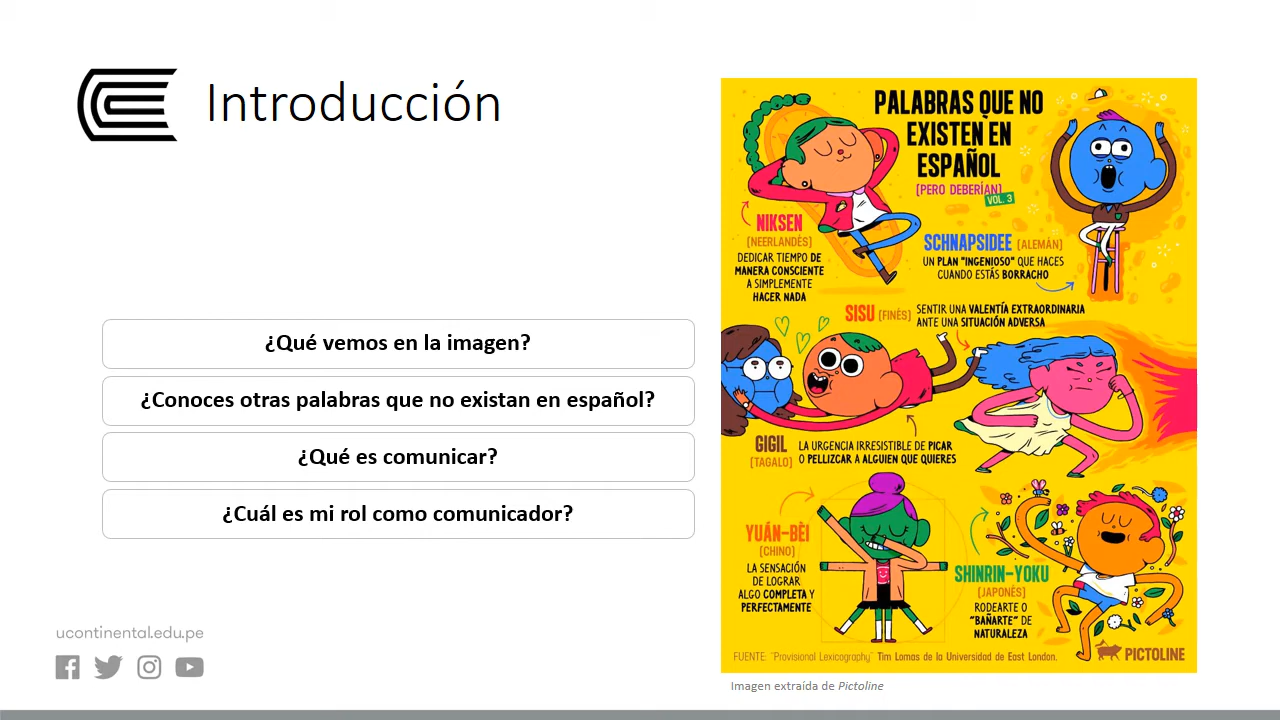 Introducción
¿Qué vemos en la imagen?
¿Conoces otras palabras que no existan en español?
¿Qué es comunicar?
¿Cuál es mi rol como comunicador?
ucontinental.edu.pe
PALABRAS QUE NO
EXISTEN EN
ESPAÑOL
(PERO DEBERÍAN)
VOL. 3
NIKSEN
(NEERLANDÉS)
DEDICAR TIEMPO DE
MANERA CONSCIENTE
A SIMPLEMENTE
HACER NADA
SCHNAPSIDEE (ALEMÁN)
UN PLAN "INGENIOSO" QUE HACES
CUANDO ESTÁS BORRACHO
SISU (FINÉS) SENTIR UNA VALENTÍA EXTRAORDINARIA
ANTE UNA SITUACIÓN ADVERSA
GIGIL
(TAGALO)
LA URGENCIA IRRESISTIBLE DE PICAR
O PELLIZCAR A ALGUIEN QUE QUIERES
YUÁN-BÈI
(CHINO)
LA SENSACIÓN
DE LOGRAR
ALGO COMPLETA Y
PERFECTAMENTE
SHINRIN-YOKU
(JAPONÉS)
RODEARTE O
"BAÑARTE" DE
NATURALEZA
FUENTE: "Provisional Lexicography" Tim Lomas de la Universidad de East London.
PICTOLINE
Imagen extraída de Pictoline